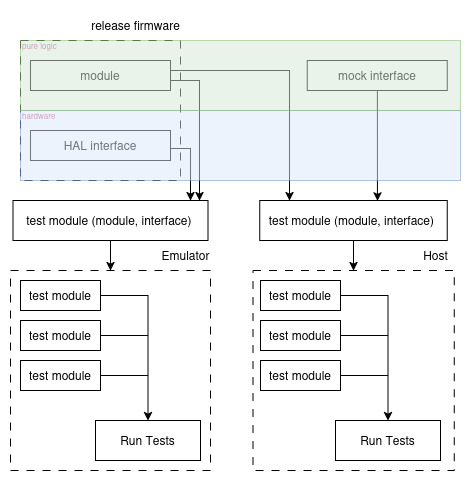 release firmware
pure logic
module
mock interface
hardware
HAL interface
test module (module, interface)
test module (module, interface)
Emulator
Host
test module
test module
test module
test module
test module
test module
Run Tests
Run Tests